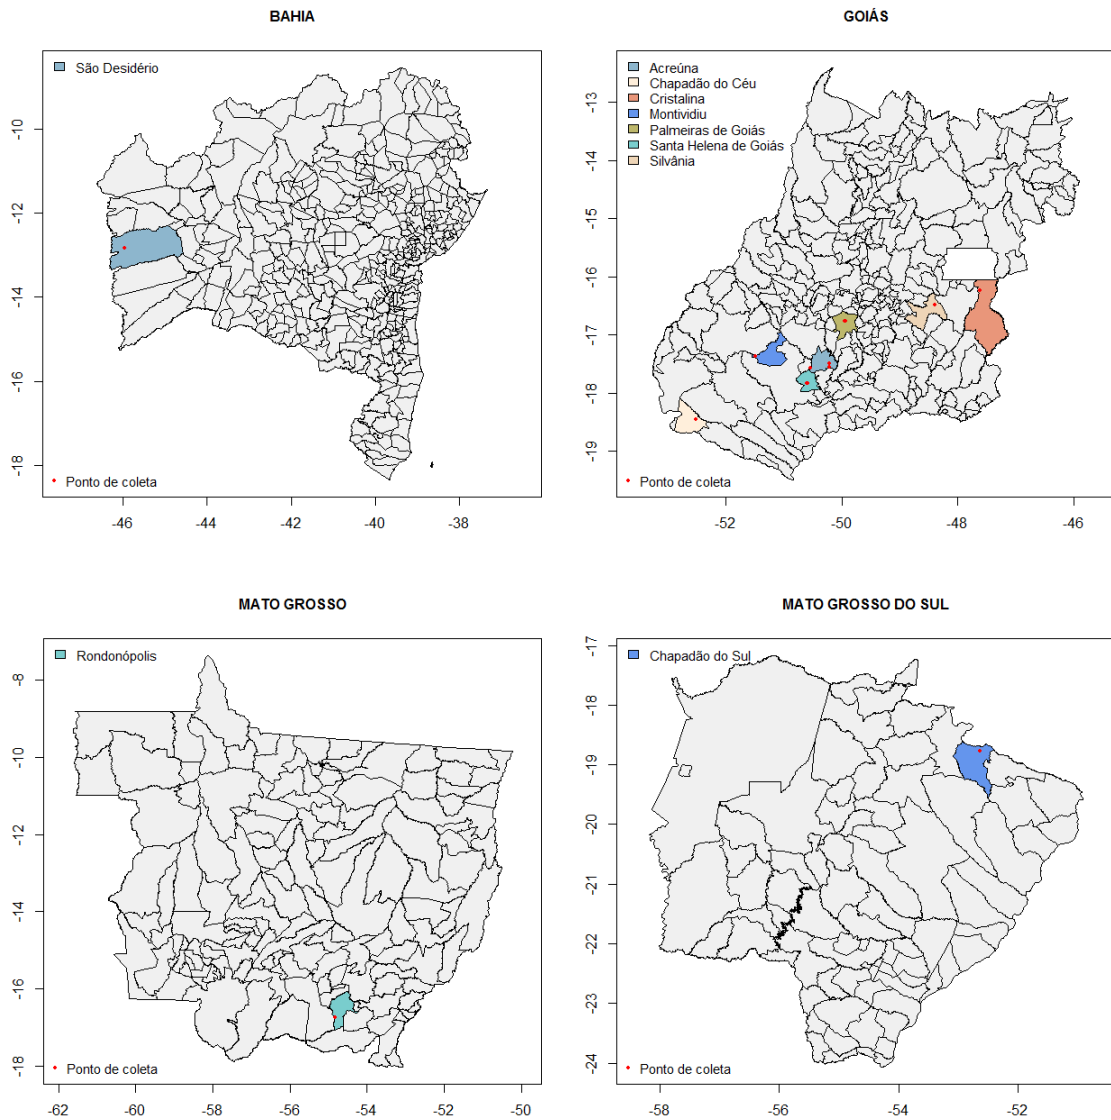 BAHIA
São Desidério
-10
-12
-14
-16
-18
Ponto de coleta
-46
-44
-42
-40
-38
GOIÁS
Acreúna
Chapadão do Céu
Cristalina
Montividiu
Palmeiras de Goiás
Santa Helena de Goiás
Silvânia
-13
-14
-15
-16
-17
-18
-19
Ponto de coleta
-52
-50
-48
-46
MATO GROSSO
Rondonópolis
-8
-10
-12
-14
-16
-18
Ponto de coleta
-62
-60
-58
-56
-54
-52
-50
MATO GROSSO DO SUL
Chapadão do Sul
-17
-18
-19
-20
-21
-22
-23
-24
Ponto de coleta
-58
-56
-54
-52